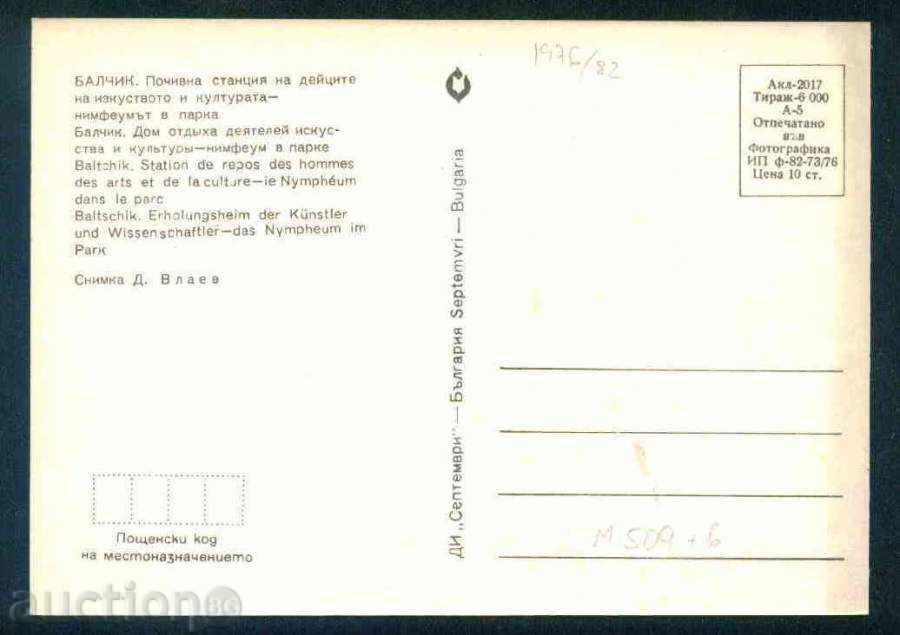 БАЛЧИК. Почивна станция на дейците
на изкуството и културата—
нимфеумът в парка
Балчик. Дом отдыха деятелей искус-
ства и культуры—нимфеум в парке
Baltchik. Station de repos des hommes
des arts et de la culture—le Nymphéum
dans le parc
Baltschik. Erholungsheim der Künstler
und Wissenschaftler—das Nympheum im
Park
Снимка Д. Влаев
Пощенски код
на местоназначението
ДИ „Септември" — България Septemvri — Bulgaria
1976/82
Акл-2017
Тираж-6 000
А-5
Отпечатано
във
Фотографика
ИП ф-82-73/76
Цена 10 ст.
М 509 + в
auction BG